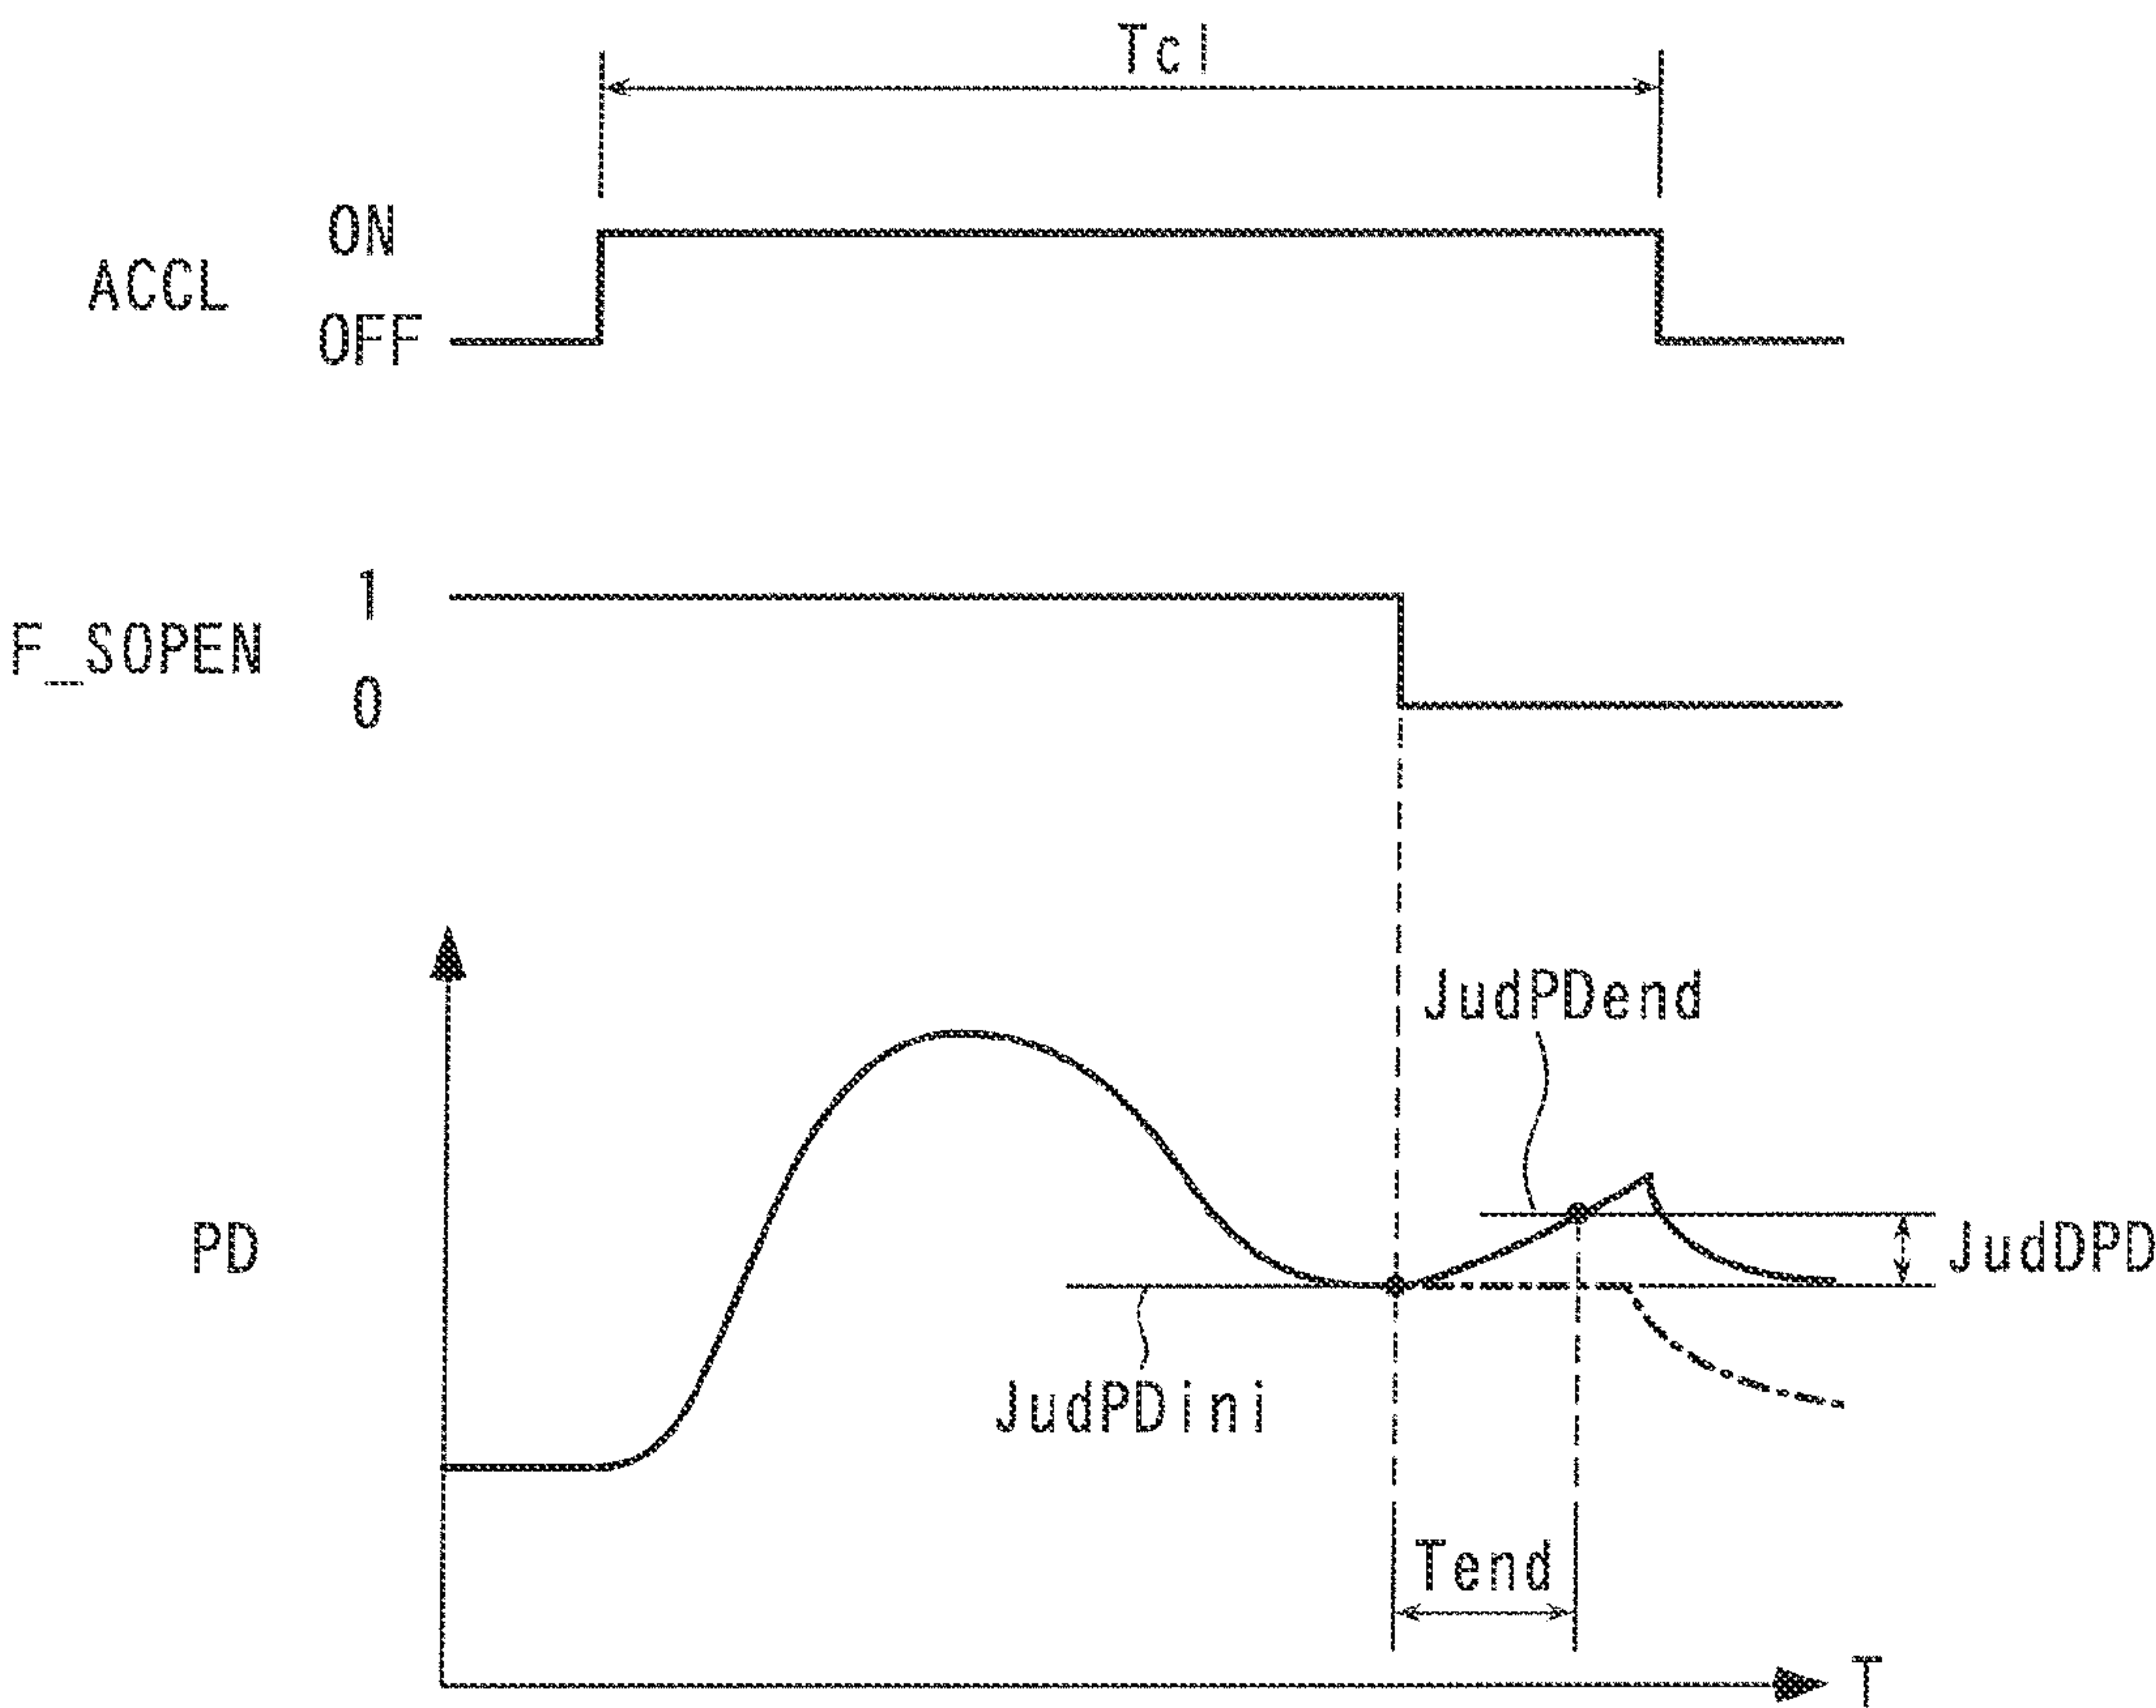 Tcl
ON
ACCL
OFF
1
F_SOPEN
0
JudPDend
PD
JudDPD
JudPDini
Tend
T